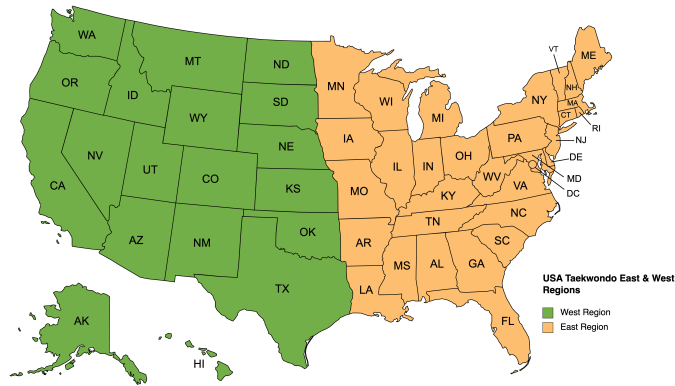 WA
MT
ND
MN
ME
VT
OR
ID
SD
WI
MI
NY
NH
MA
CT
RI
WY
IA
PA
NJ
NE
OH
DE
NV
UT
CO
IL
IN
WV
MD
DC
CA
KS
MO
KY
VA
AZ
NM
OK
TN
NC
AR
SC
MS
AL
GA
TX
LA
FL
AK
HI
USA Taekwondo East & West
Regions
West Region
East Region